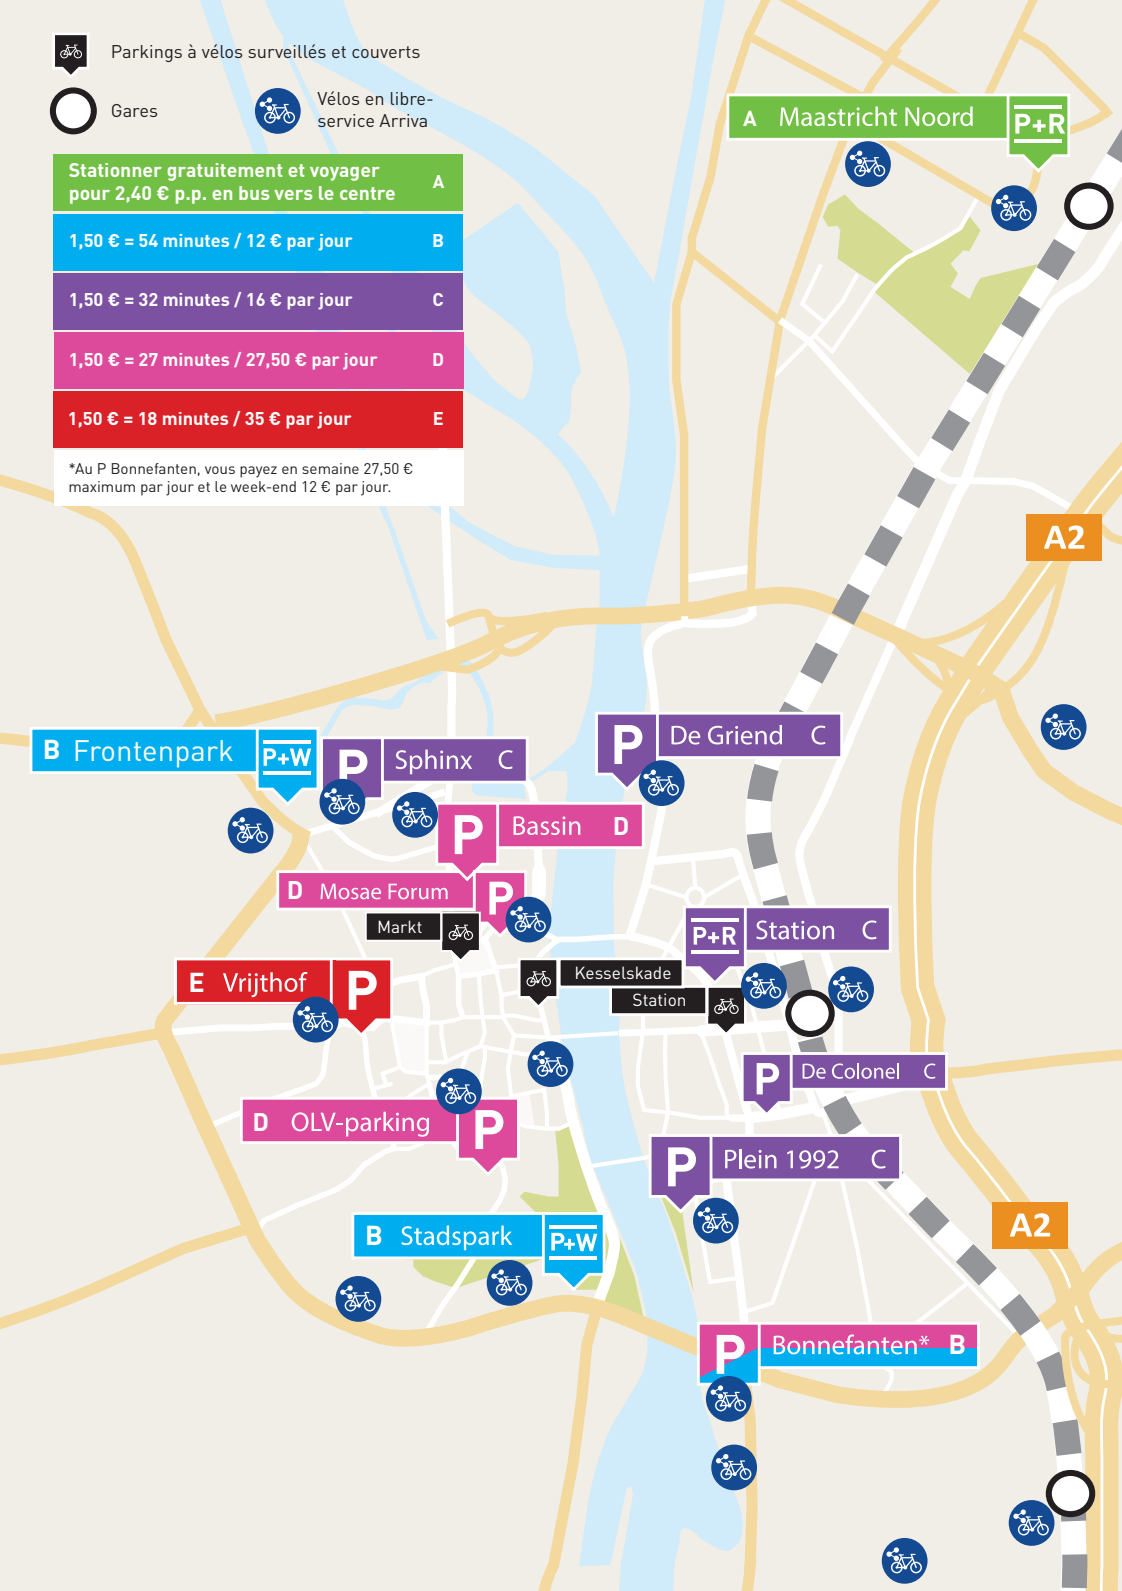 Parkings à vélos surveillés et couverts
Gares
Vélos en libre-
service Arriva
Stationner gratuitement et voyager
pour 2,40 € p.p. en bus vers le centre A
1,50 € = 54 minutes / 12 € par jour B
1,50 € = 32 minutes / 16 € par jour C
1,50 € = 27 minutes / 27,50 € par jour D
1,50 € = 18 minutes / 35 € par jour E
*Au P Bonnefanten, vous payez en semaine 27,50 €
maximum par jour et le week-end 12 € par jour.
A Maastricht Noord P+R
A2
B Frontenpark P+W
P Sphinx C
P De Griend C
P Bassin D
D Mosae Forum P
Markt
P+R Station C
E Vrijthof P
Kesselskade
Station
P De Colonel C
D OLV-parking P
P Plein 1992 C
B Stadspark P+W
A2
P Bonnefanten* B